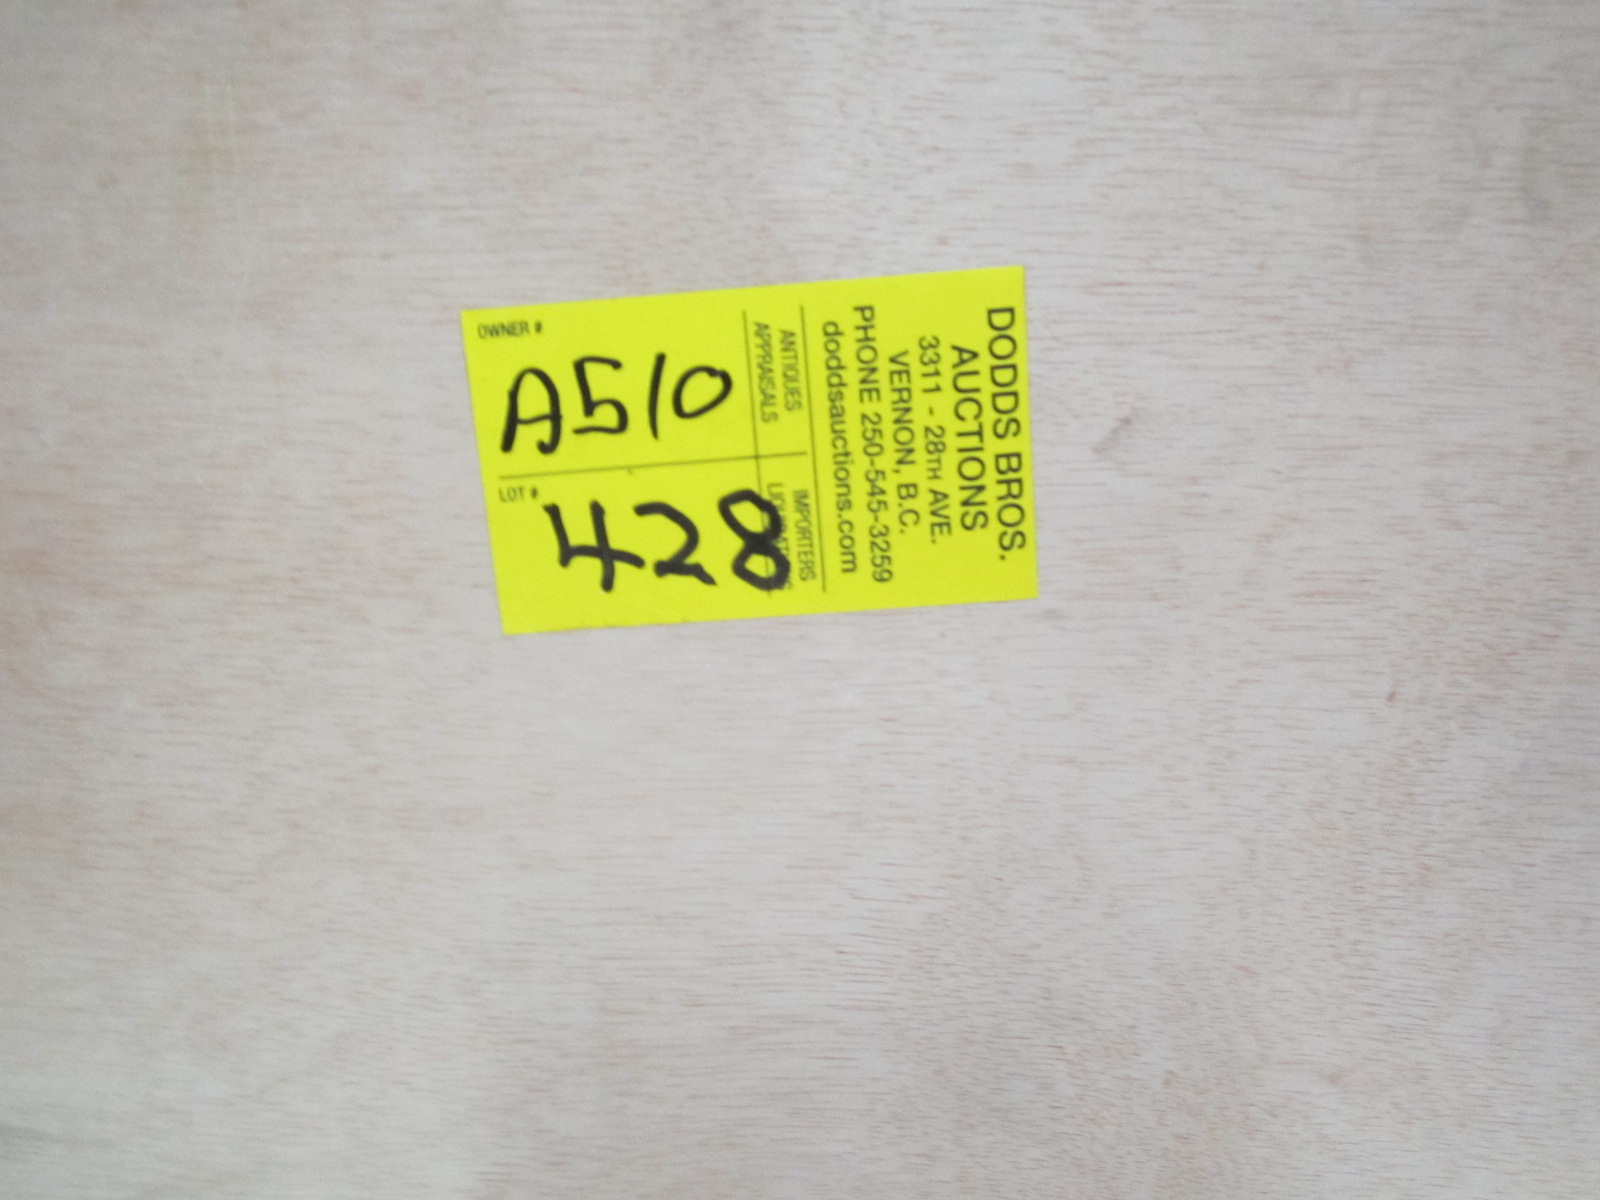 DODDS BROS.
AUCTIONS
3311 - 28TH AVE.
VERNON, B.C.
PHONE 250-545-3259
doddsauctions.com
ANTIQUES
APPRAISALS
IMPORTERS
LIQUIDATORS
OWNER #
A510
LOT #
428